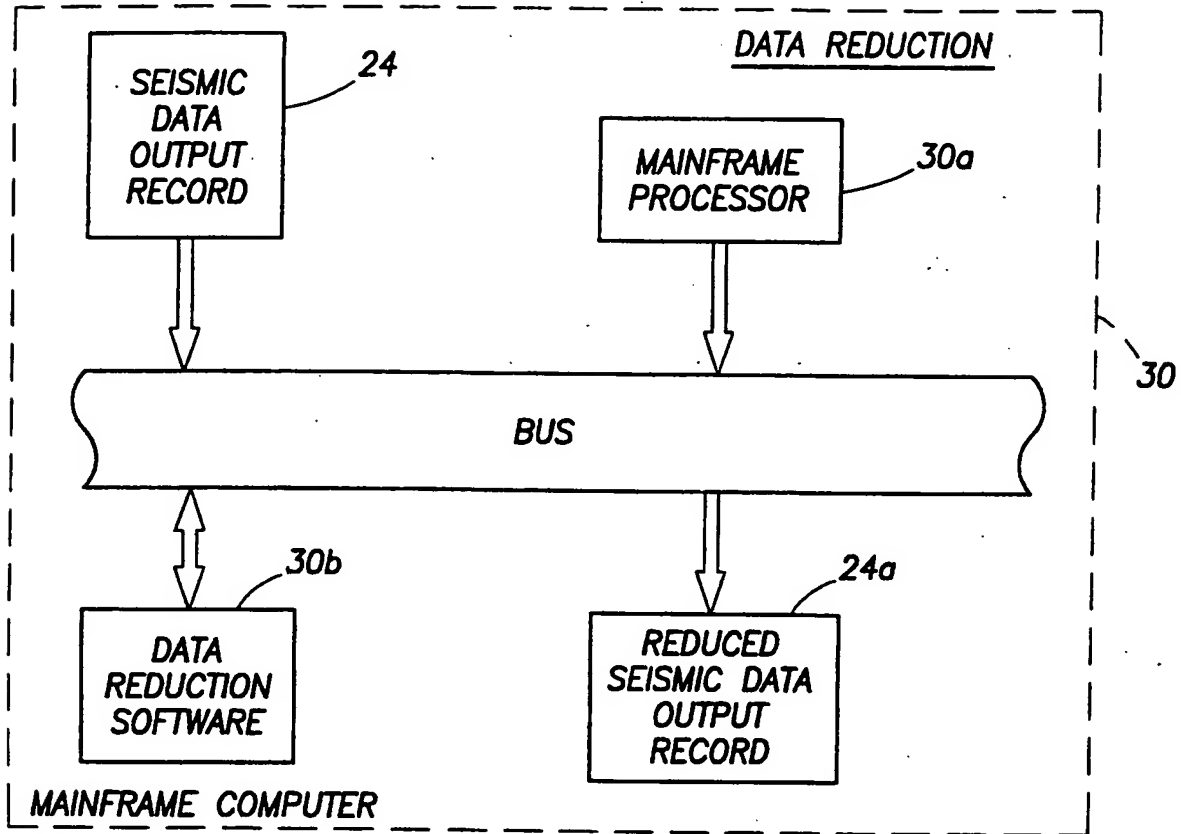 DATA REDUCTION
SEISMIC
DATA
OUTPUT
RECORD
24
MAINFRAME
PROCESSOR
30a
30
BUS
30b
DATA
REDUCTION
SOFTWARE
24a
REDUCED
SEISMIC DATA
OUTPUT
RECORD
MAINFRAME COMPUTER